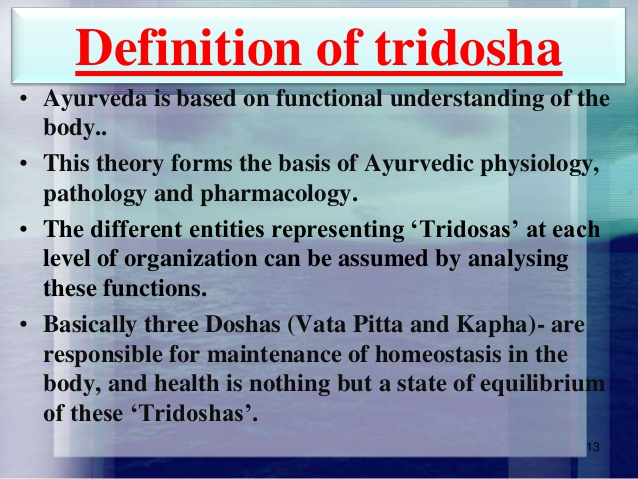 Definition of tridosha
• Ayurveda is based on functional understanding of the
body..
• This theory forms the basis of Ayurvedic physiology,
pathology and pharmacology.
• The different entities representing ‘Tridosas’ at each
level of organization can be assumed by analysing
these functions.
• Basically three Doshas (Vata Pitta and Kapha)- are
responsible for maintenance of homeostasis in the
body, and health is nothing but a state of equilibrium
of these ‘Tridoshas’.
13